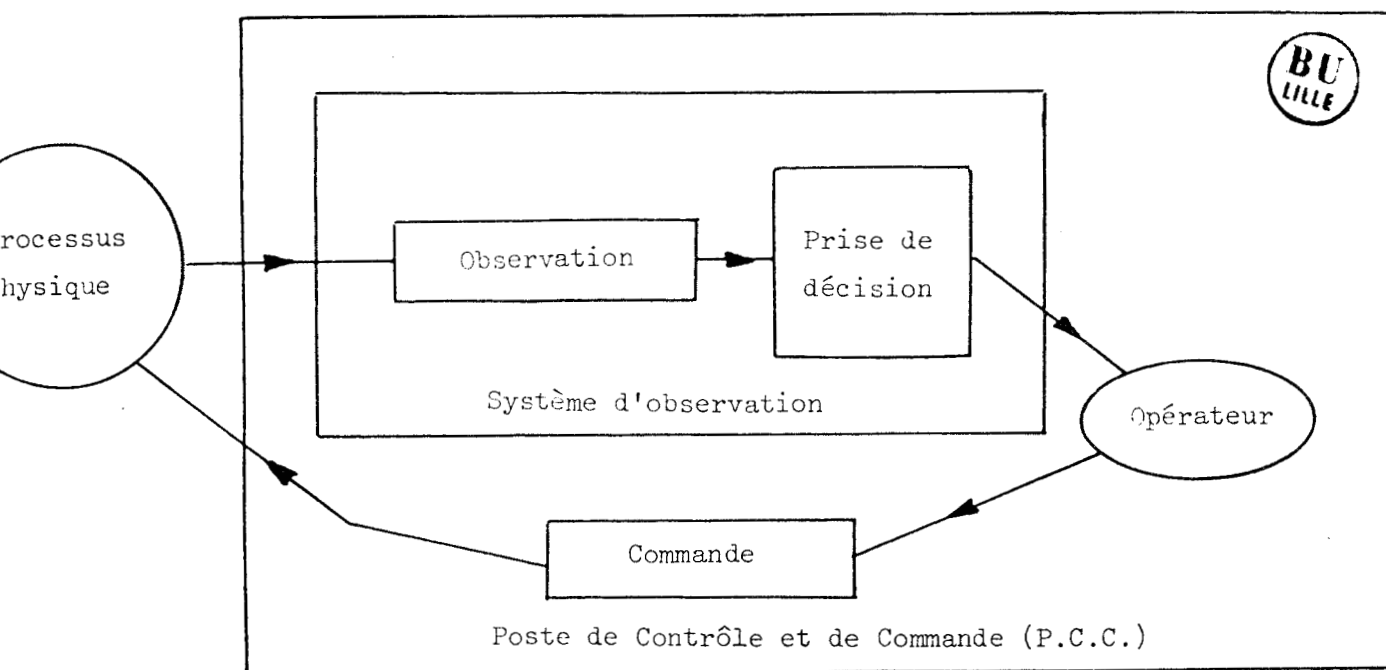 BU
LILLE
rocessus
hysique
Observation
Prise de
décision
Système d'observation
Opérateur
Commande
Poste de Contrôle et de Commande (P.C.C.)